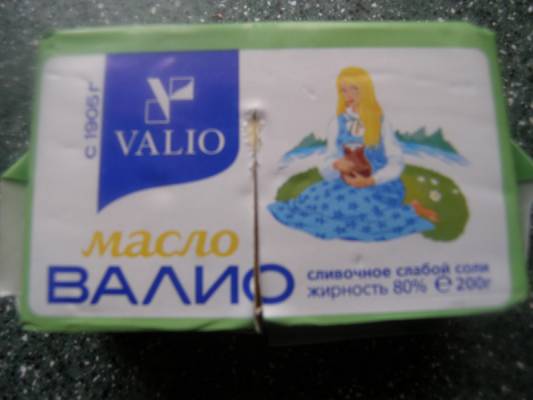 с 1905 г
VALIO
масло
ВАЛИО
сливочное слабой соли
жирность 80% ℮ 200г